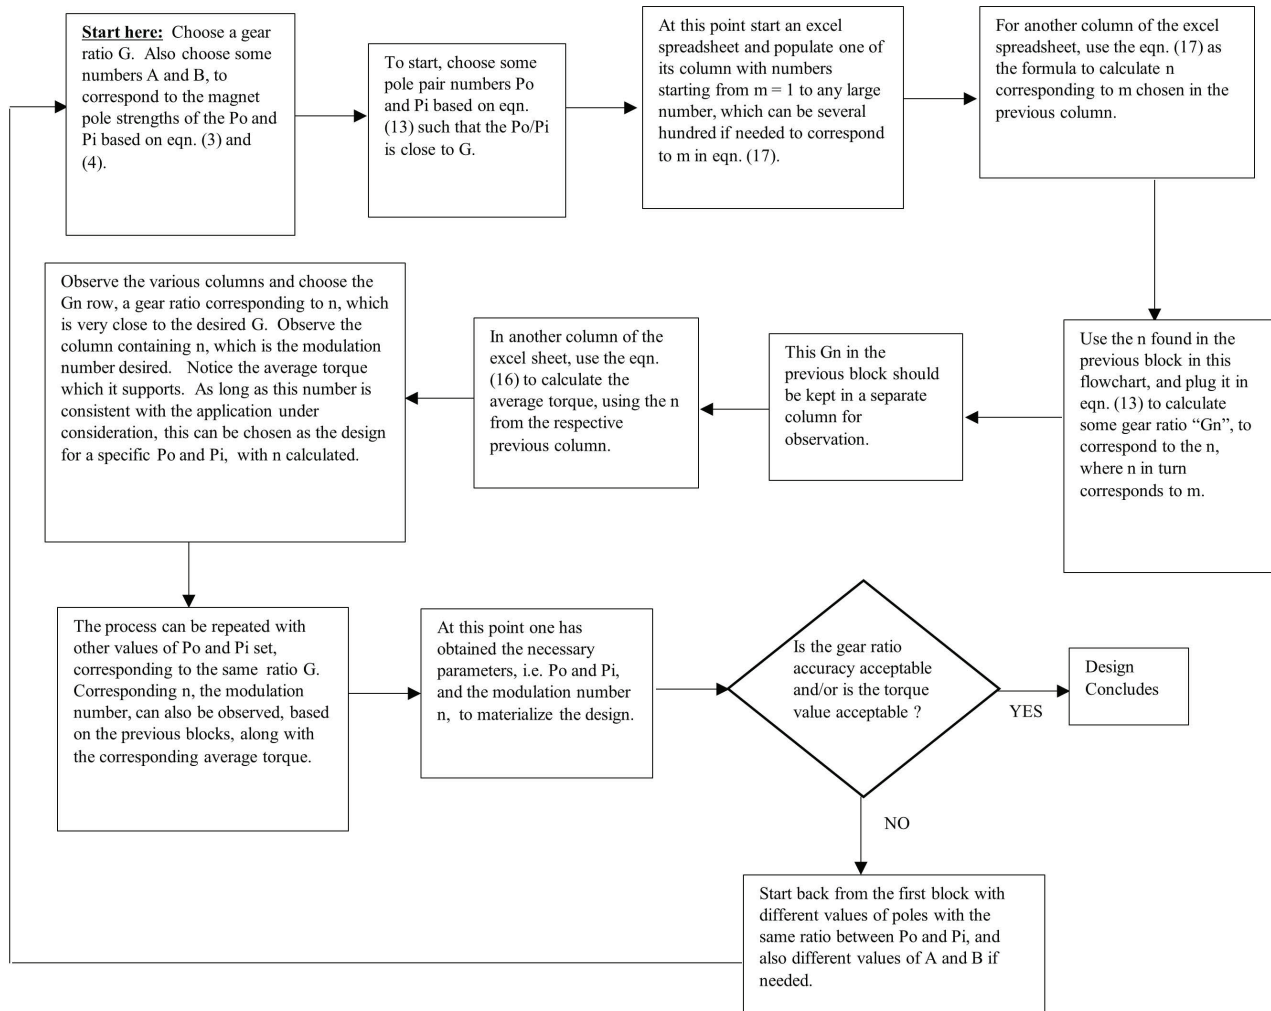 Start here: Choose a gear
ratio G. Also choose some
numbers A and B, to
correspond to the magnet
pole strengths of the Po and
Pi based on eqn. (3) and
(4).
To start, choose some
pole pair numbers Po
and Pi based on eqn.
(13) such that the Po/Pi
is close to G.
At this point start an excel
spreadsheet and populate one of
its column with numbers
starting from m = 1 to any large
number, which can be several
hundred if needed to correspond
to m in eqn. (17).
For another column of the excel
spreadsheet, use the eqn. (17) as
the formula to calculate n
corresponding to m chosen in the
previous column.
Use the n found in the
previous block in this
flowchart, and plug it in
eqn. (13) to calculate
some gear ratio “Gn”, to
correspond to the n,
where n in turn
corresponds to m.
This Gn in the
previous block should
be kept in a separate
column for
observation.
In another column of the
excel sheet, use the eqn.
(16) to calculate the
average torque, using the n
from the respective
previous column.
Observe the various columns and choose the
Gn row, a gear ratio corresponding to n, which
is very close to the desired G. Observe the
column containing n, which is the modulation
number desired. Notice the average torque
which it supports. As long as this number is
consistent with the application under
consideration, this can be chosen as the design
for a specific Po and Pi, with n calculated.
The process can be repeated with
other values of Po and Pi set,
corresponding to the same ratio G.
Corresponding n, the modulation
number, can also be observed, based
on the previous blocks, along with
the corresponding average torque.
At this point one has
obtained the necessary
parameters, i.e. Po and Pi,
and the modulation number
n, to materialize the design.
Is the gear ratio
accuracy acceptable
and/or is the torque
value acceptable ?
YES
Design
Concludes
NO
Start back from the first block with
different values of poles with the
same ratio between Po and Pi, and
also different values of A and B if
needed.